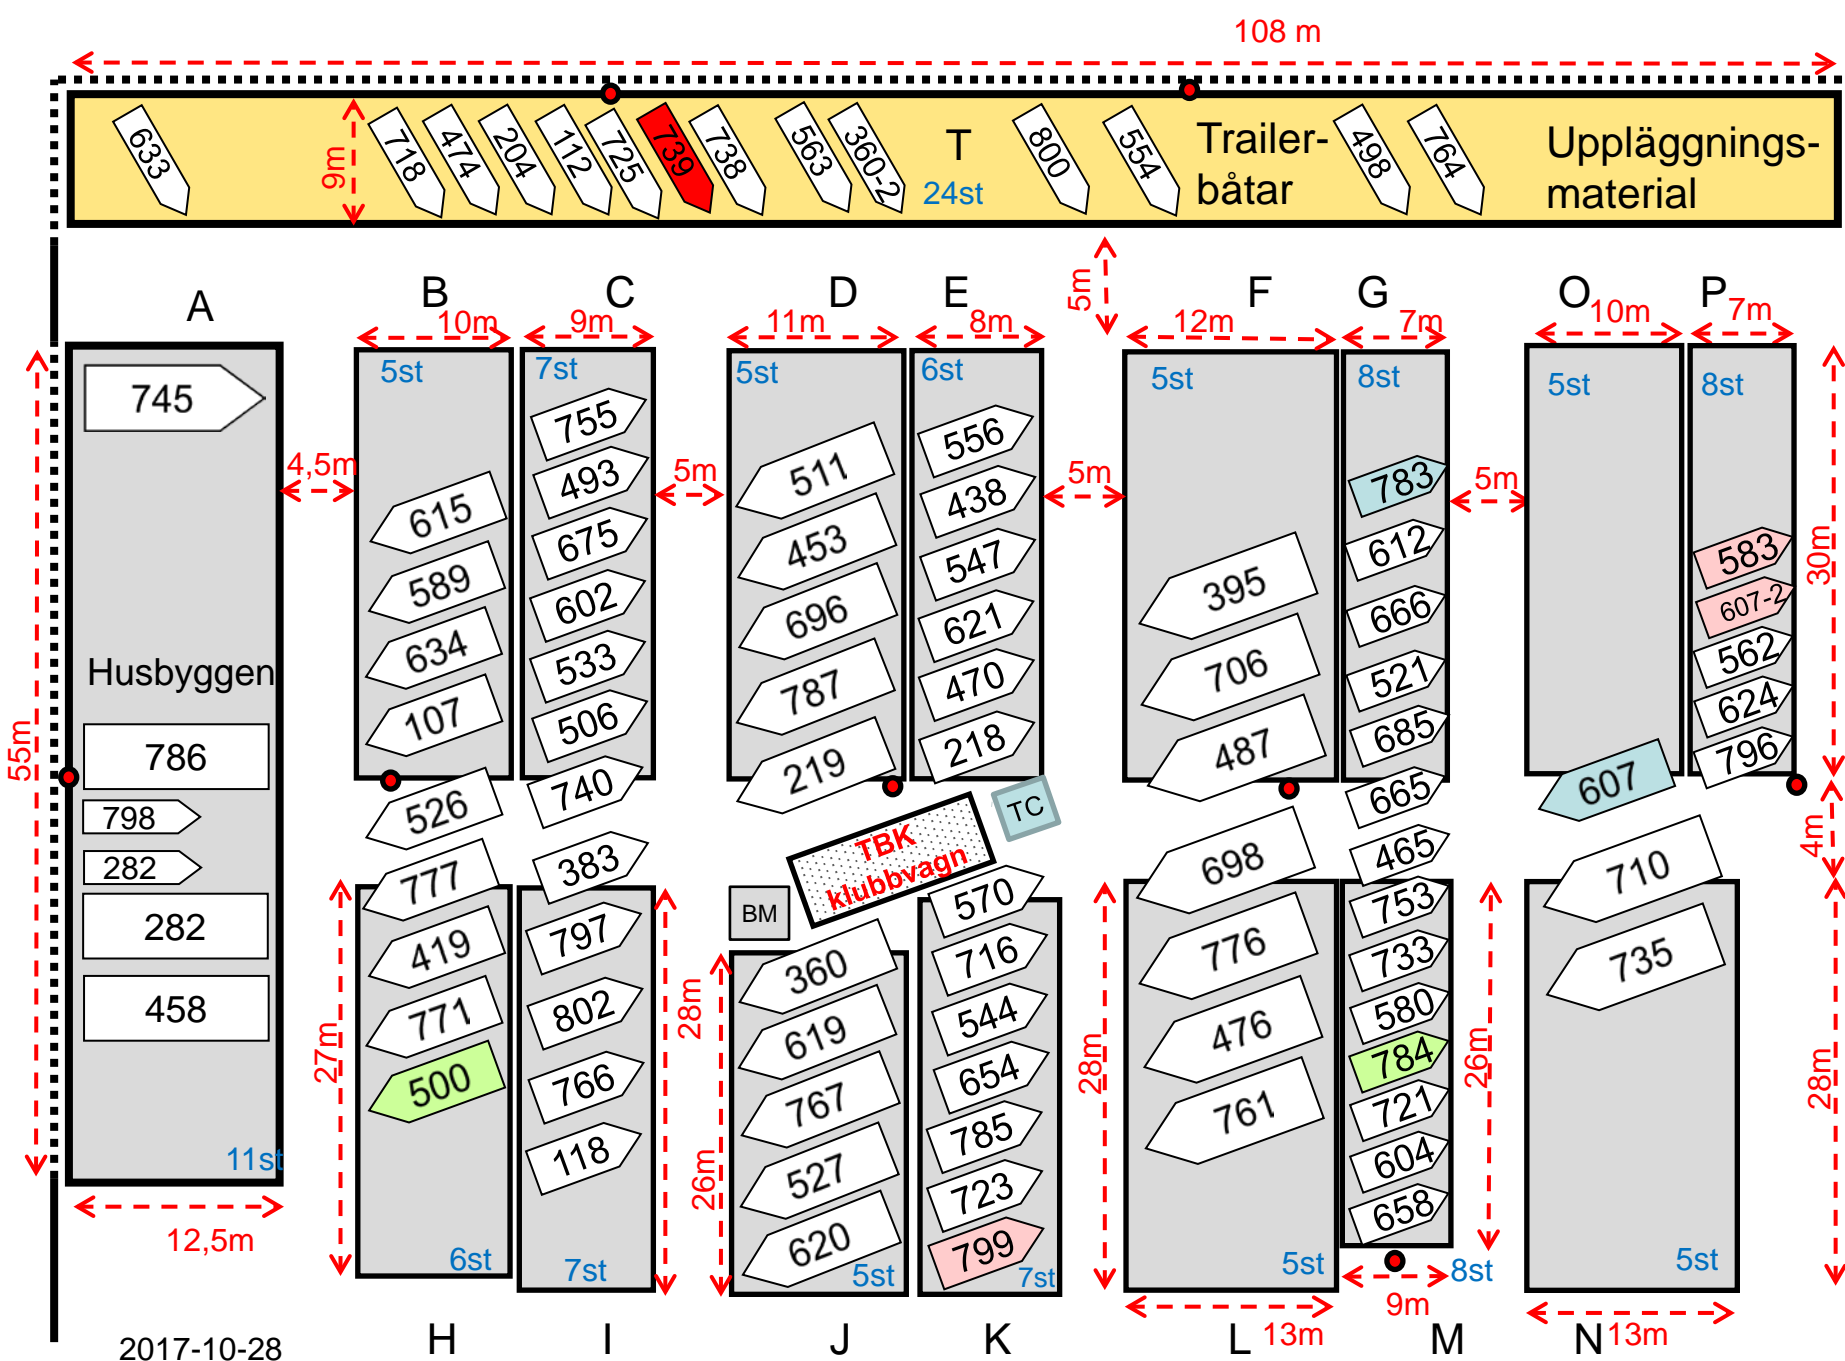 108 m
633
718
474
204
112
725
739
738
563
360-2
800
554
498
764
9m
T
24st
Trailer-
båtar
Uppläggnings-
material
5m
A
B
C
D
E
F
G
O
P
10m
9m
11m
8m
12m
7m
10m
7m
745
Husbyggen
786
798
282
282
458
11st
55m
12,5m
4,5m
5st
615
589
634
107
526
777
419
771
500
6st
27m
7st
755
493
675
602
533
506
740
383
797
802
766
118
7st
28m
5m
5st
511
453
696
787
219
TBK
klubbvagn
TC
BM
360
619
767
527
620
5st
26m
6st
556
438
547
621
470
218
570
716
544
654
785
723
799
7st
5m
5st
395
706
487
698
776
476
761
5st
28m
13m
8st
783
612
666
521
685
665
465
753
733
580
784
721
604
658
8st
26m
9m
5m
5st
607
710
735
5st
13m
8st
583
607-2
562
624
796
30m
4m
28m
H
I
J
K
L
M
N
2017-10-28